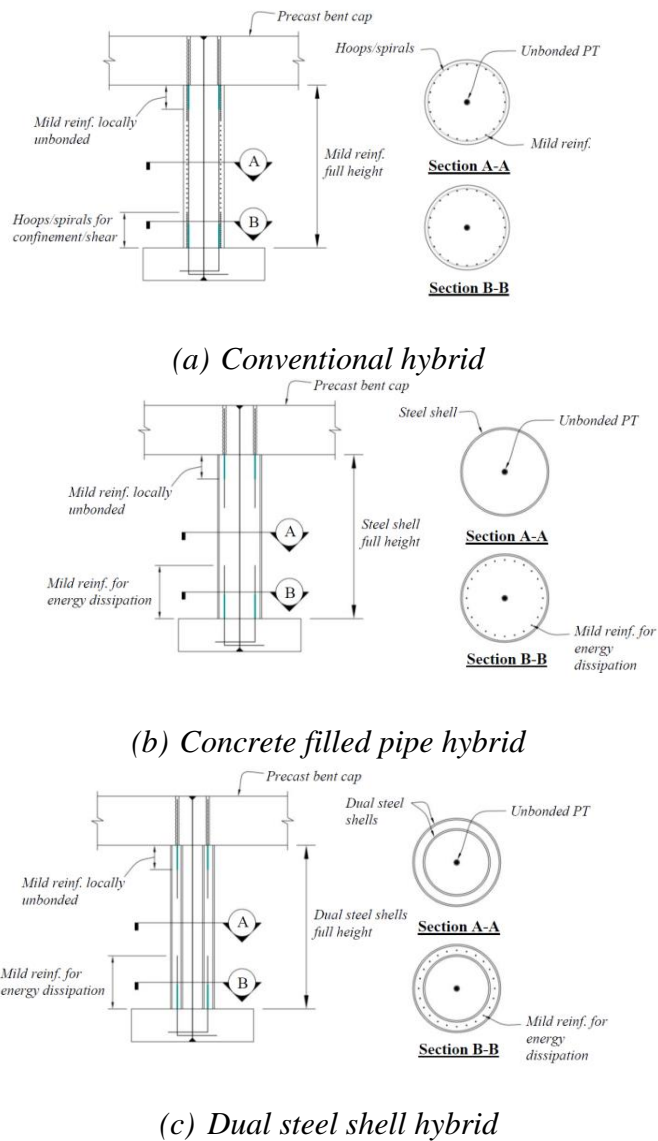 Precast bent cap
Mild reinf. locally
unbonded
A
Mild reinf.
full height
Hoops/spirals for
confinement/shear
B
Hoops/spirals
Unbonded PT
Mild reinf.
Section A-A
Section B-B
(a) Conventional hybrid
Precast bent cap
Mild reinf. locally
unbonded
A
Steel shell
full height
Mild reinf. for
energy dissipation
B
Steel shell
Unbonded PT
Section A-A
Mild reinf. for
energy
dissipation
Section B-B
(b) Concrete filled pipe hybrid
Precast bent cap
Mild reinf. locally
unbonded
A
Dual steel shells
full height
Mild reinf. for
energy dissipation
B
Dual steel
shells
Unbonded PT
Section A-A
Mild reinf. for
energy
dissipation
Section B-B
(c) Dual steel shell hybrid